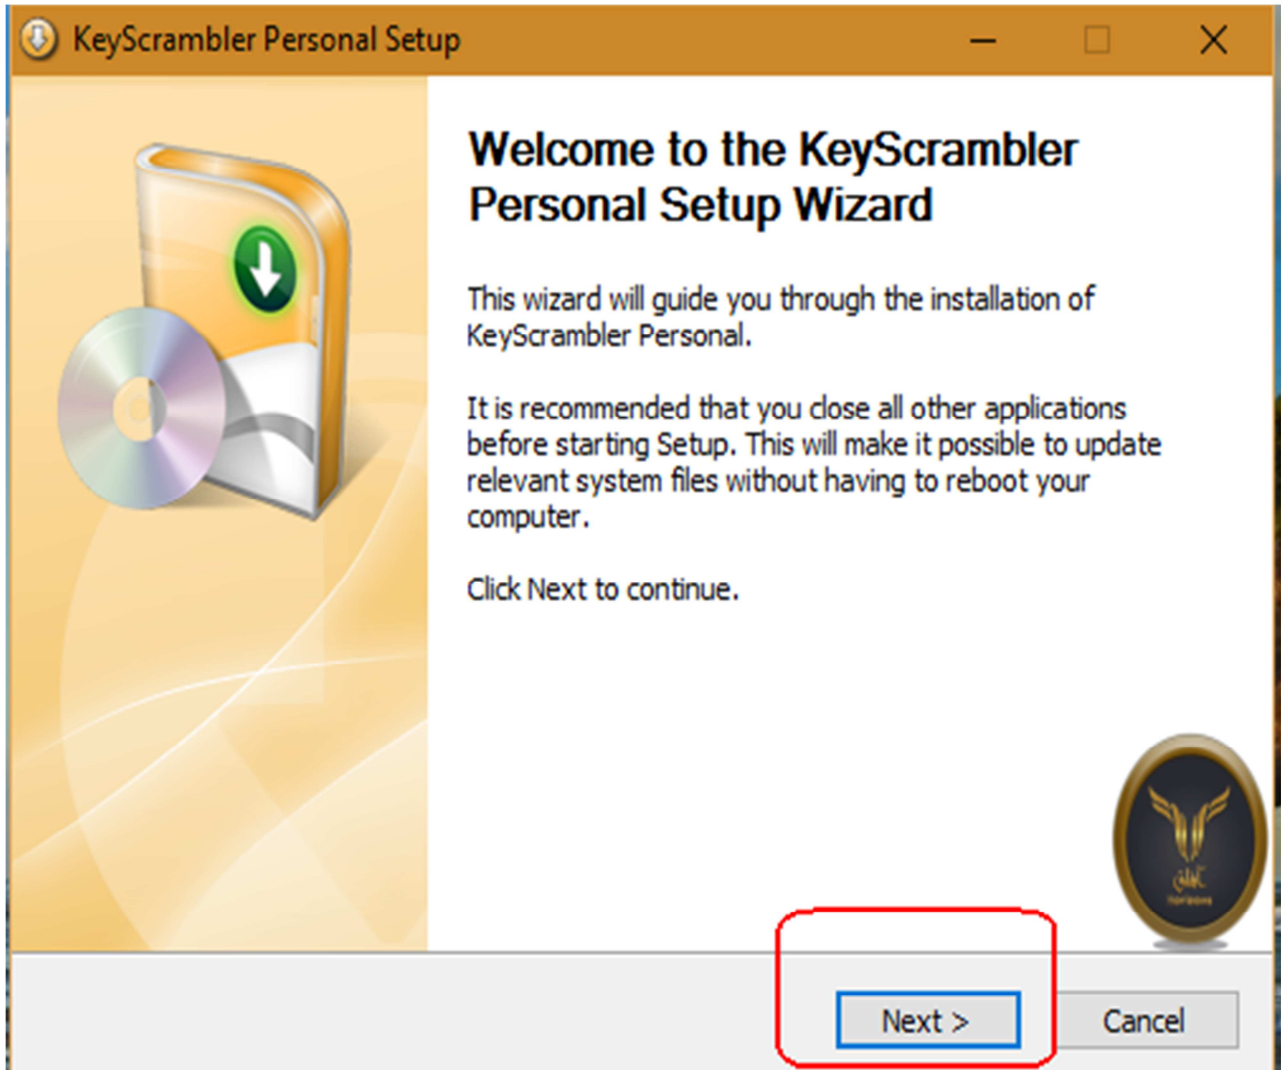 KeyScrambler Personal Setup
Welcome to the KeyScrambler
Personal Setup Wizard
This wizard will guide you through the installation of
KeyScrambler Personal.
It is recommended that you close all other applications
before starting Setup. This will make it possible to update
relevant system files without having to reboot your
computer.
Click Next to continue.
Next >
Cancel